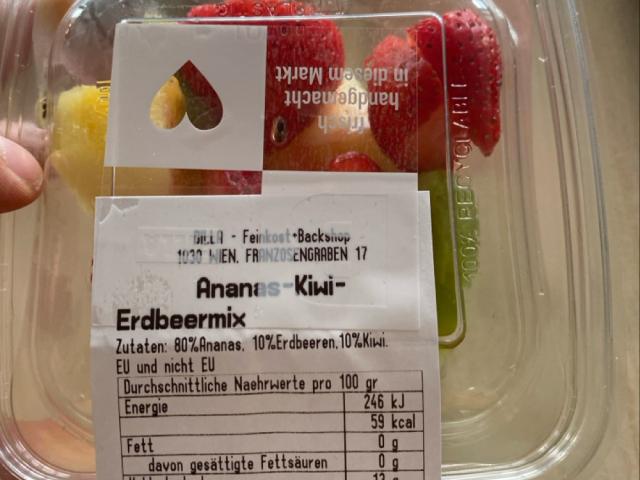 frisch
handgemacht
in diesem Markt
100% RECYCLABLE
BILLA - Feinkost+Backshop
1030 WIEN, FRANZOSENGRABEN 17
Ananas-Kiwi-
Erdbeermix
Zutaten: 80%Ananas, 10%Erdbeeren,10%Kiwi.
EU und nicht EU
Durchschnittliche Naehrwerte pro 100 gr
Energie 246 kJ
59 kcal
Fett 0 g
davon gesättigte Fettsäuren 0 g